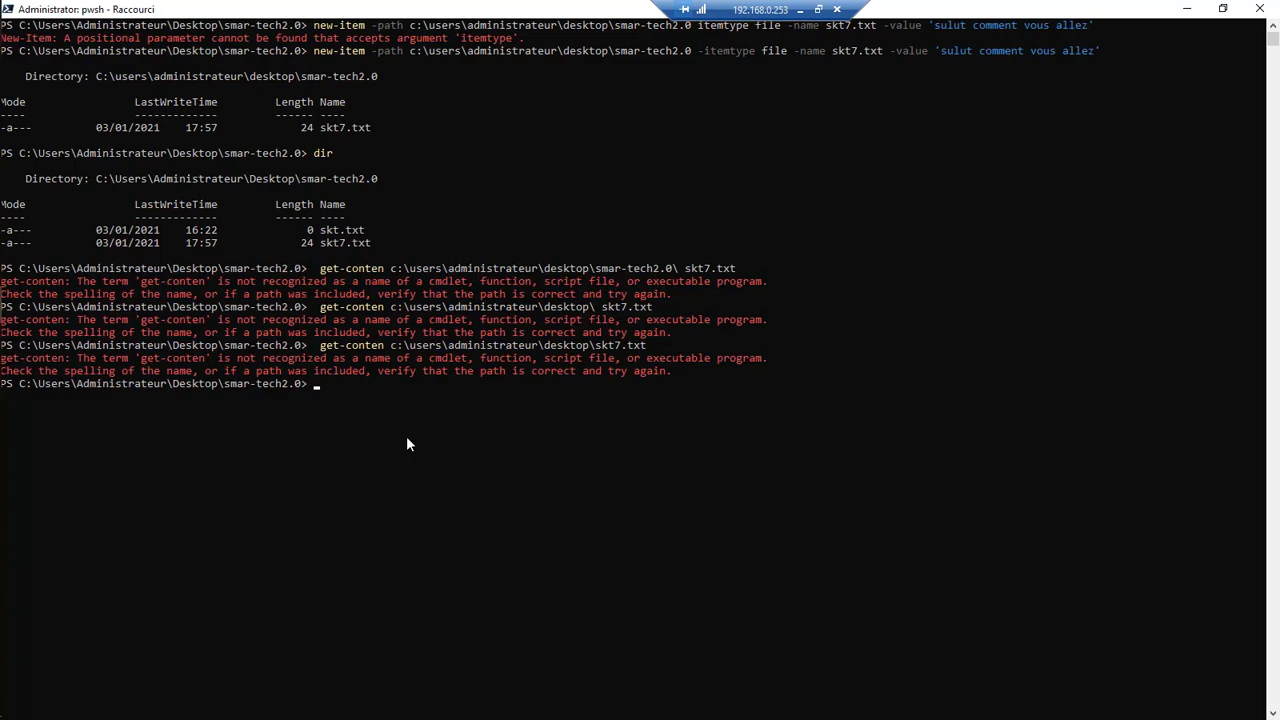 Administrator: pwsh - Raccourci
192.168.0.253
PS C:\Users\Administrateur\Desktop\smar-tech2.0> new-item -path c:\users\administrateur\desktop\smar-tech2.0 itemtype file -name skt7.txt -value 'sulut comment vous allez'
New-Item: A positional parameter cannot be found that accepts argument 'itemtype'.
PS C:\Users\Administrateur\Desktop\smar-tech2.0> new-item -path c:\users\administrateur\desktop\smar-tech2.0 -itemtype file -name skt7.txt -value 'sulut comment vous allez'
Directory: C:\users\administrateur\desktop\smar-tech2.0
Mode LastWriteTime Length Name
---- ------------- ------ ----
-a--- 03/01/2021 17:57 24 skt7.txt
PS C:\Users\Administrateur\Desktop\smar-tech2.0> dir
Directory: C:\Users\Administrateur\Desktop\smar-tech2.0
Mode LastWriteTime Length Name
---- ------------- ------ ----
-a--- 03/01/2021 16:22 0 skt.txt
-a--- 03/01/2021 17:57 24 skt7.txt
PS C:\Users\Administrateur\Desktop\smar-tech2.0> get-conten c:\users\administrateur\desktop\smar-tech2.0\ skt7.txt
get-conten: The term 'get-conten' is not recognized as a name of a cmdlet, function, script file, or executable program.
Check the spelling of the name, or if a path was included, verify that the path is correct and try again.
PS C:\Users\Administrateur\Desktop\smar-tech2.0> get-conten c:\users\administrateur\desktop\ skt7.txt
get-conten: The term 'get-conten' is not recognized as a name of a cmdlet, function, script file, or executable program.
Check the spelling of the name, or if a path was included, verify that the path is correct and try again.
PS C:\Users\Administrateur\Desktop\smar-tech2.0> get-conten c:\users\administrateur\desktop\skt7.txt
get-conten: The term 'get-conten' is not recognized as a name of a cmdlet, function, script file, or executable program.
Check the spelling of the name, or if a path was included, verify that the path is correct and try again.
PS C:\Users\Administrateur\Desktop\smar-tech2.0>